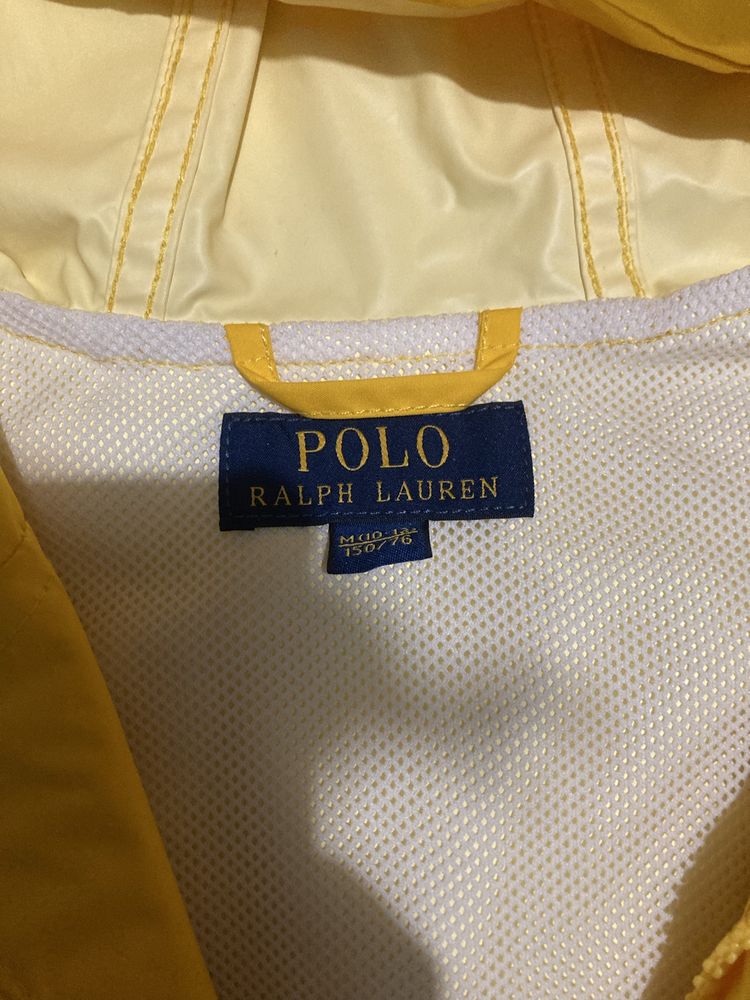 POLO
RALPH LAUREN
M (10-12)
150/76